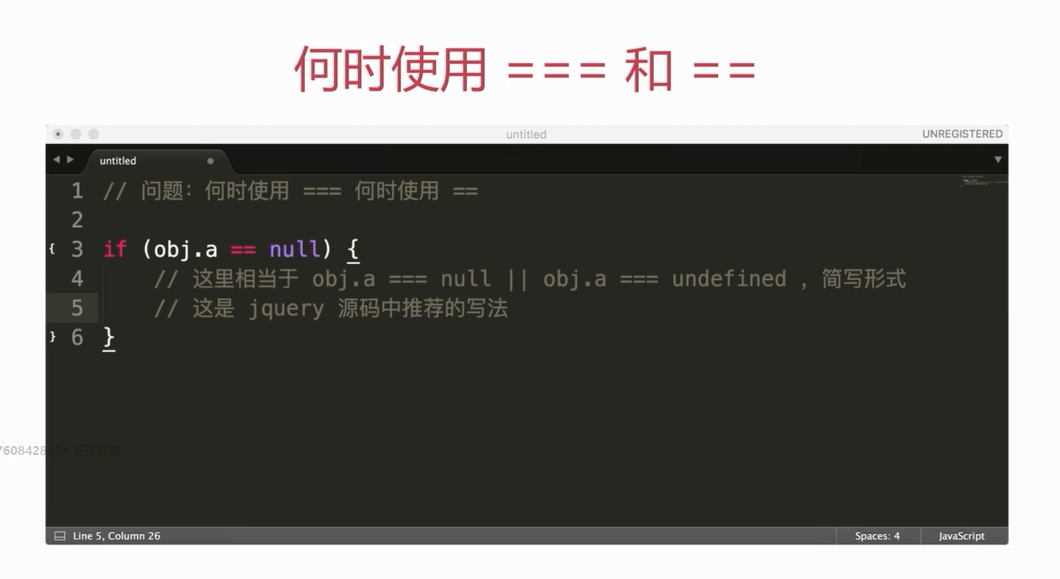 何时使用 === 和 ==
untitled
UNREGISTERED
untitled
1 // 问题：何时使用 === 何时使用 ==
2
3 if (obj.a == null) {
4 // 这里相当于 obj.a === null || obj.a === undefined ，简写形式
5 // 这是 jquery 源码中推荐的写法
6 }
Line 5, Column 26
Spaces: 4
JavaScript